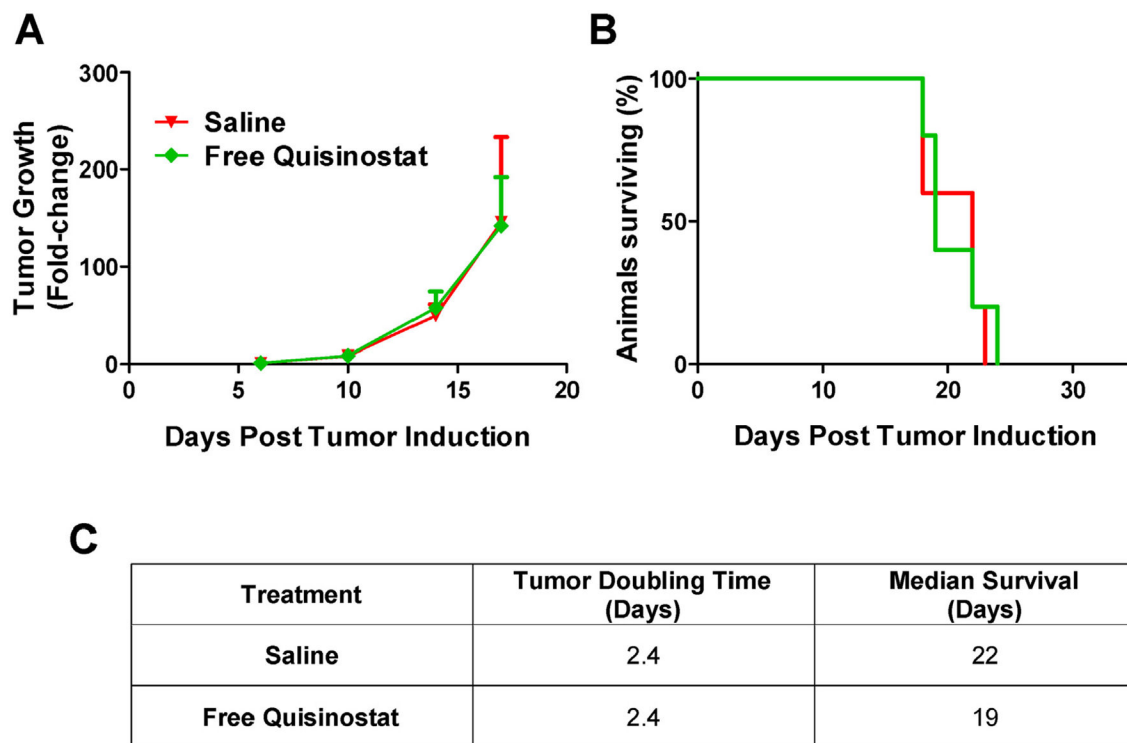 A
Tumor Growth
(Fold-change)
300
200
100
0
Saline
Free Quisinostat
0 5 10 15 20
Days Post Tumor Induction
B
Animals surviving (%)
100
50
0
0 10 20 30
Days Post Tumor Induction
C
Treatment
Tumor Doubling Time
(Days)
Median Survival
(Days)
Saline 2.4 22
Free Quisinostat 2.4 19